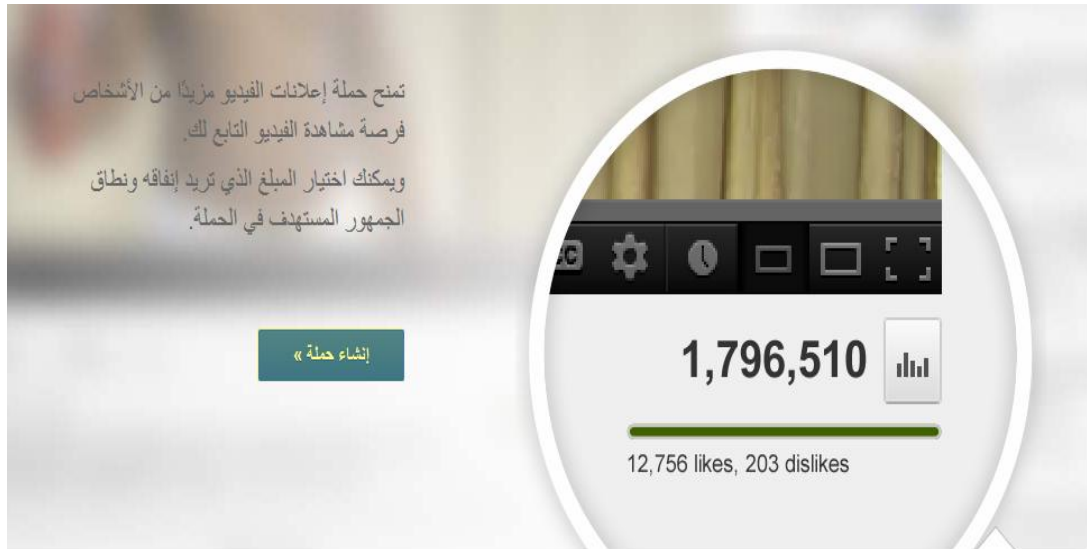 تمنح حملة إعلانات الفيديو مزيدًا من الأشخاص
فرصة مشاهدة الفيديو التابع لك.
ويمكنك اختيار المبلغ الذي تريد إنفاقه ونطاق
الجمهور المستهدف في الحملة.
إنشاء حملة »
1,796,510
12,756 likes, 203 dislikes